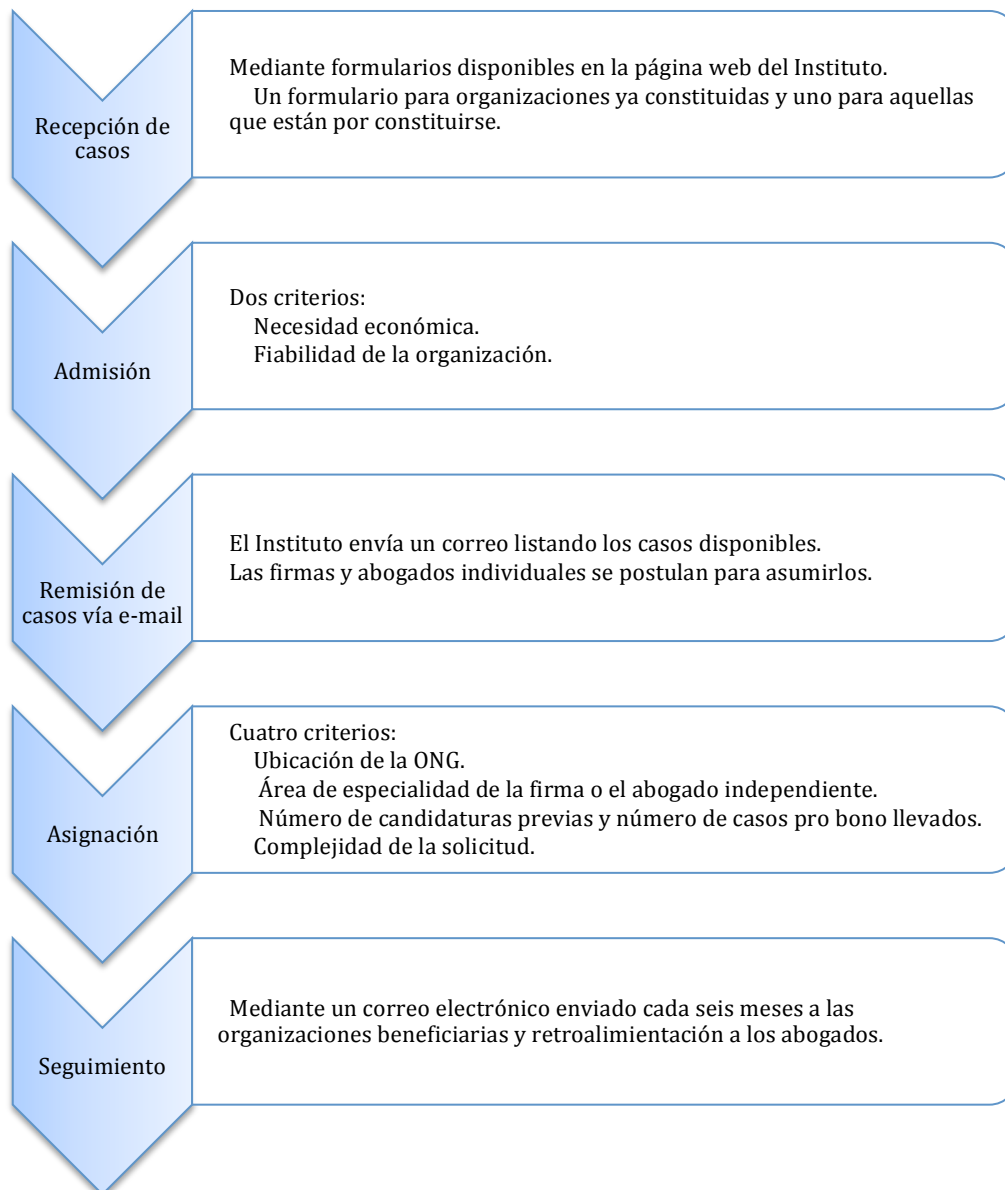 Recepción de
casos
Mediante formularios disponibles en la página web del Instituto.
Un formulario para organizaciones ya constituidas y uno para aquellas
que están por constituirse.
Admisión
Dos criterios:
Necesidad económica.
Fiabilidad de la organización.
Remisión de
casos vía e-mail
El Instituto envía un correo listando los casos disponibles.
Las firmas y abogados individuales se postulan para asumirlos.
Asignación
Cuatro criterios:
Ubicación de la ONG.
Área de especialidad de la firma o el abogado independiente.
Número de candidaturas previas y número de casos pro bono llevados.
Complejidad de la solicitud.
Seguimiento
Mediante un correo electrónico enviado cada seis meses a las
organizaciones beneficiarias y retroalimentación a los abogados.